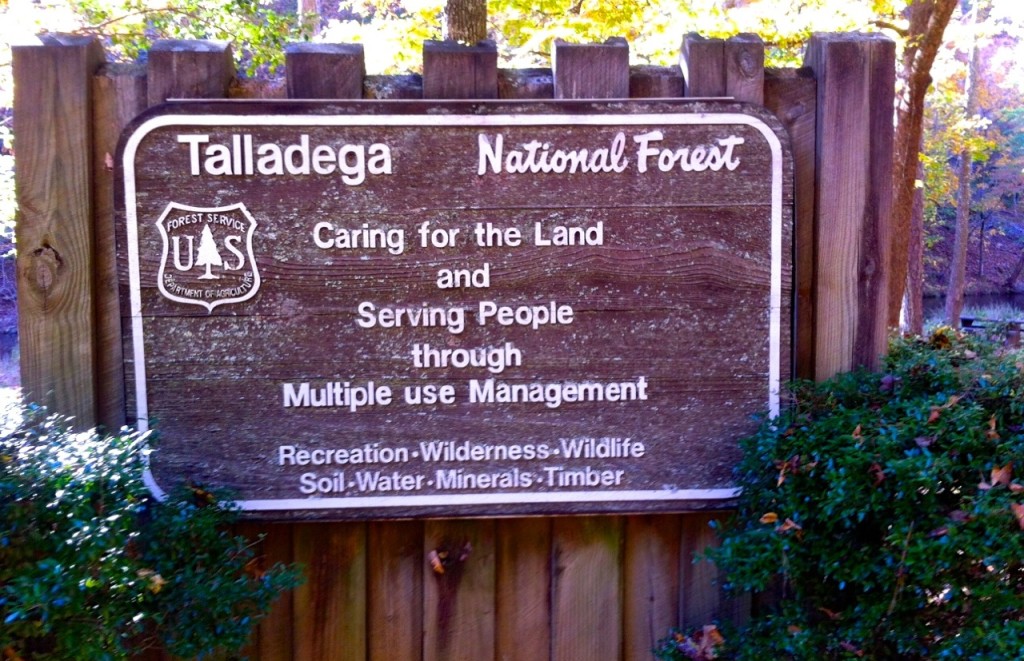 Talladega National Forest
FOREST SERVICE
U S
DEPARTMENT OF AGRICULTURE
Caring for the Land
and
Serving People
through
Multiple use Management
Recreation·Wilderness·Wildlife
Soil·Water·Minerals·Timber